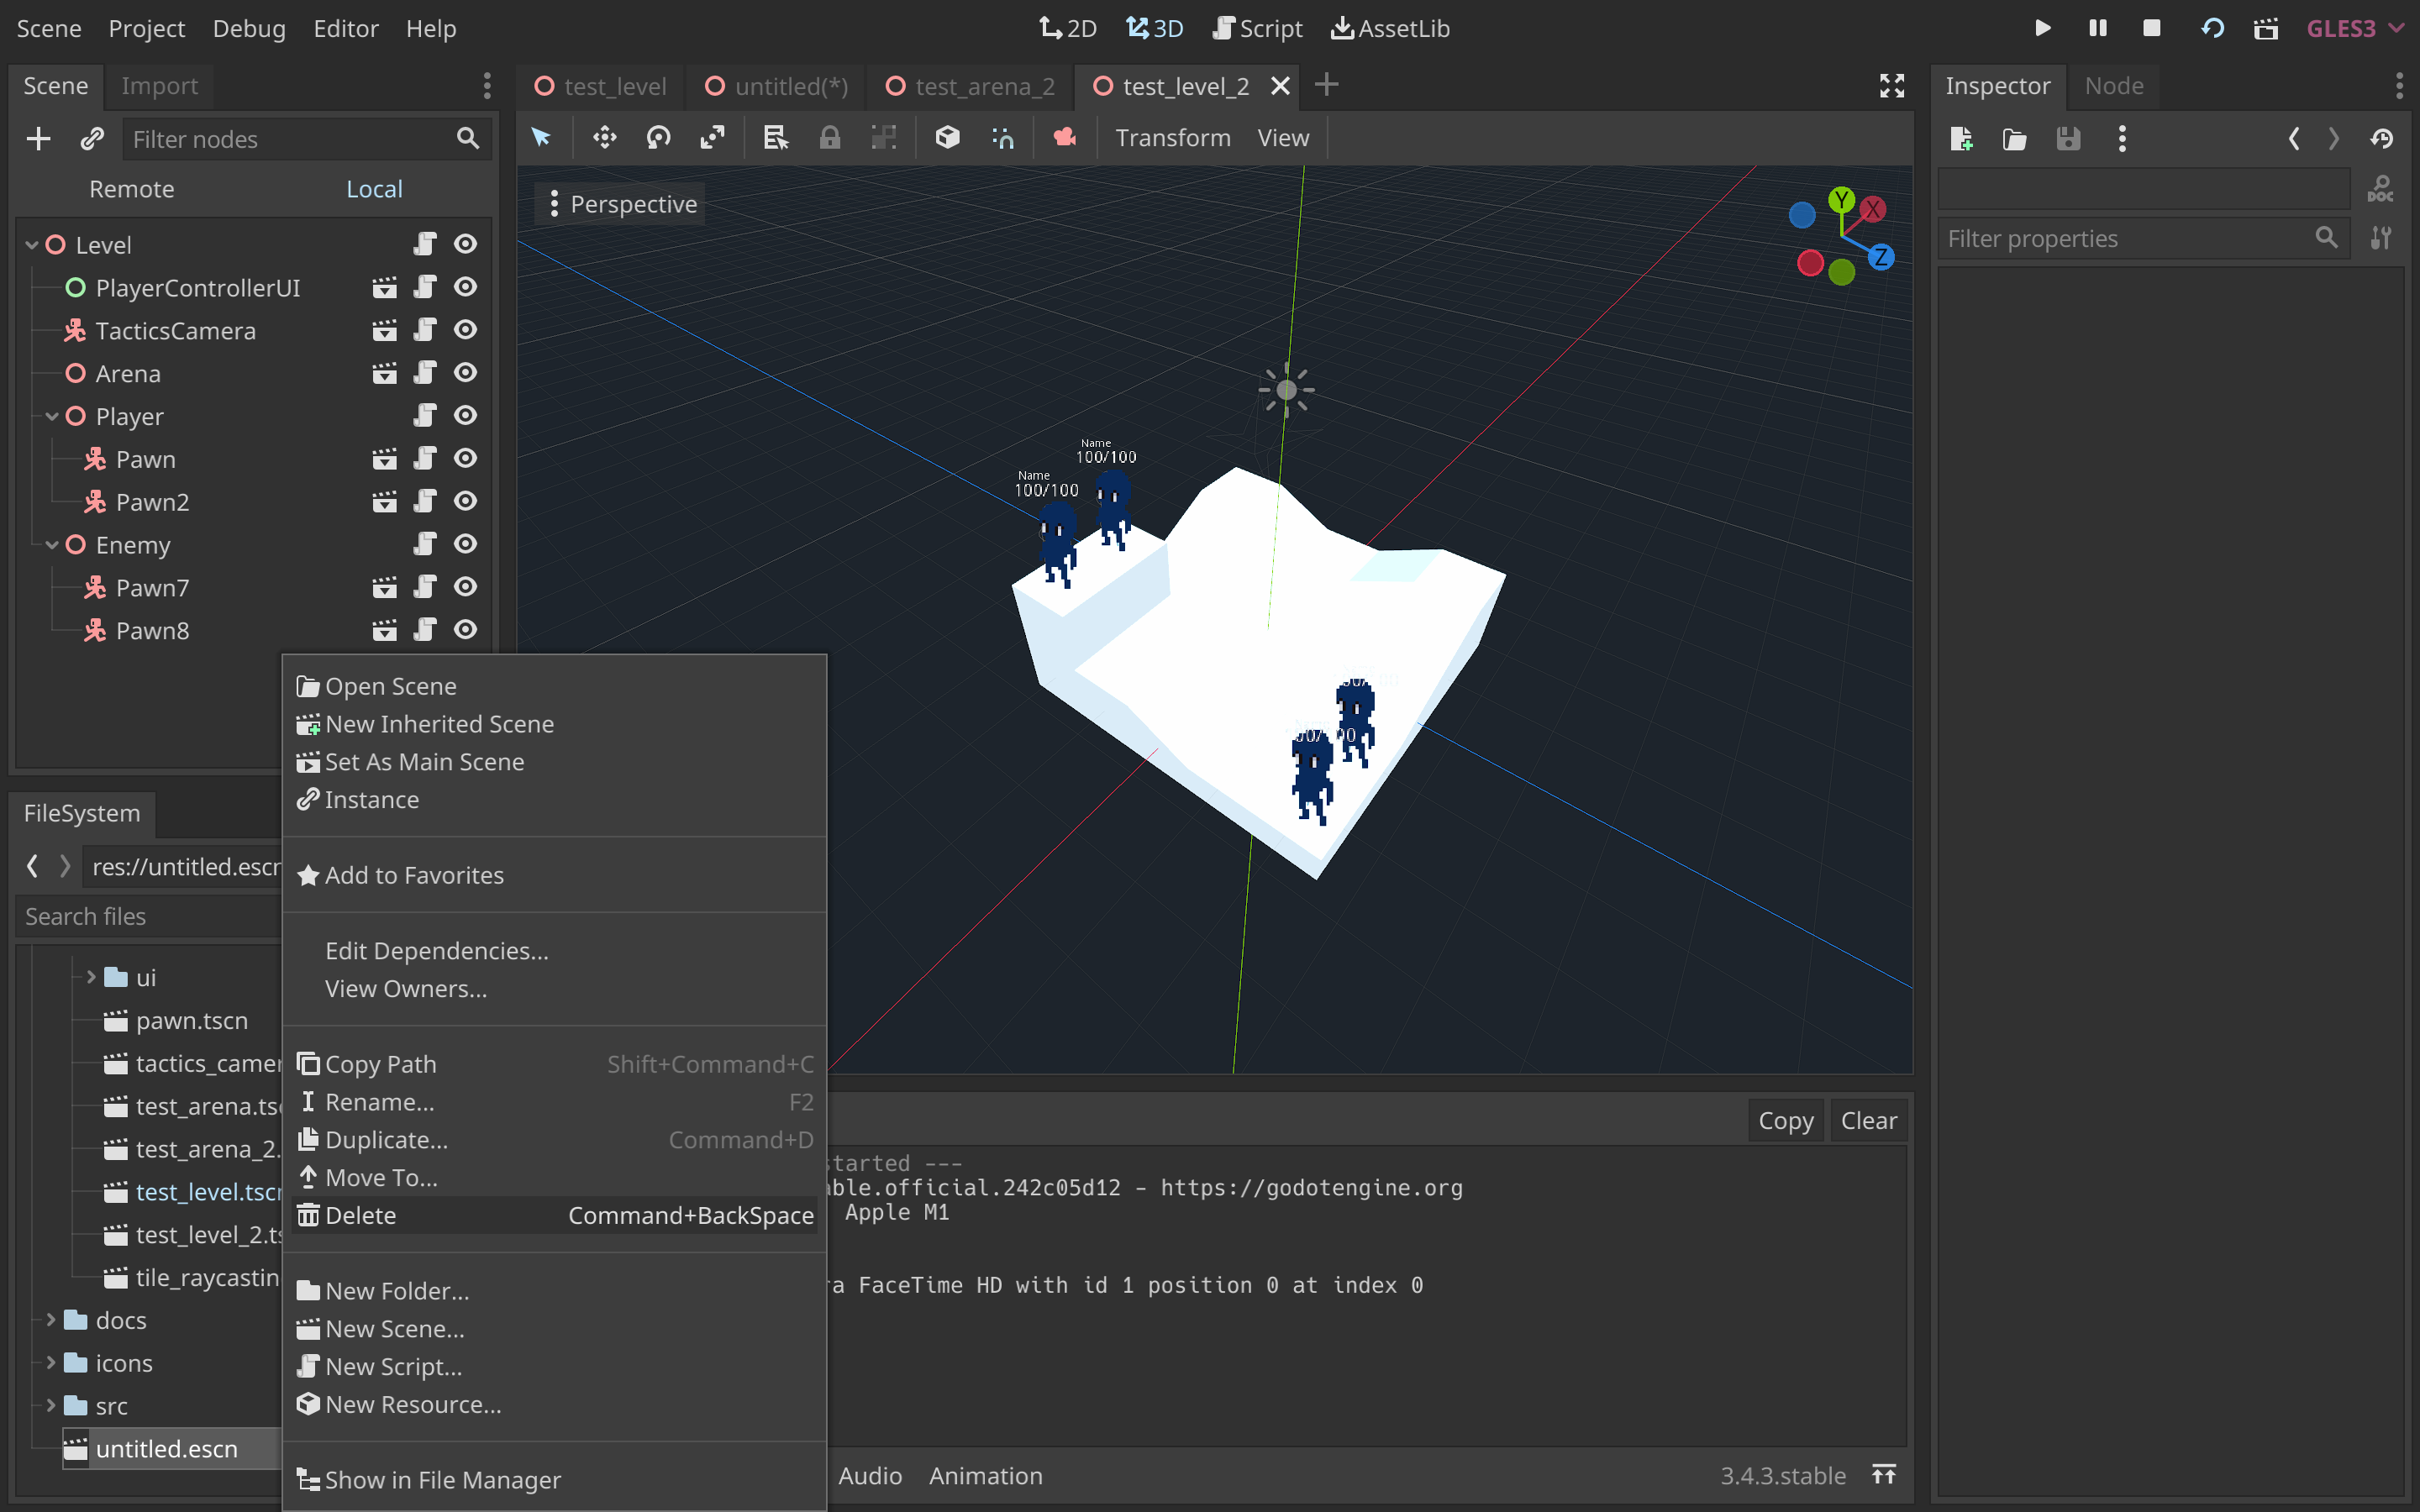 Scene Project Debug Editor Help
2D 3D Script AssetLib
GLES3
Scene Import
Filter nodes
Remote Local
Level
PlayerControllerUI
TacticsCamera
Arena
Player
Pawn
Pawn2
Enemy
Pawn7
Pawn8
FileSystem
res://untitled.escn
Search files
ui
pawn.tscn
tactics_camer
test_arena.ts
test_arena_2.
test_level.tscn
test_level_2.ts
tile_raycastin
docs
icons
src
untitled.escn
Open Scene
New Inherited Scene
Set As Main Scene
Instance
Add to Favorites
Edit Dependencies...
View Owners...
Copy Path Shift+Command+C
Rename... F2
Duplicate... Command+D
Move To...
Delete Command+BackSpace
New Folder...
New Scene...
New Script...
New Resource...
Show in File Manager
test_level untitled(*) test_arena_2 test_level_2
Transform View
Perspective
Y X
Z
Name
100/100
Name
100/100
Copy Clear
started ---
able.official.242c05d12 - https://godotengine.org
Apple M1
a FaceTime HD with id 1 position 0 at index 0
Audio Animation 3.4.3.stable
Inspector Node
DOC
Filter properties